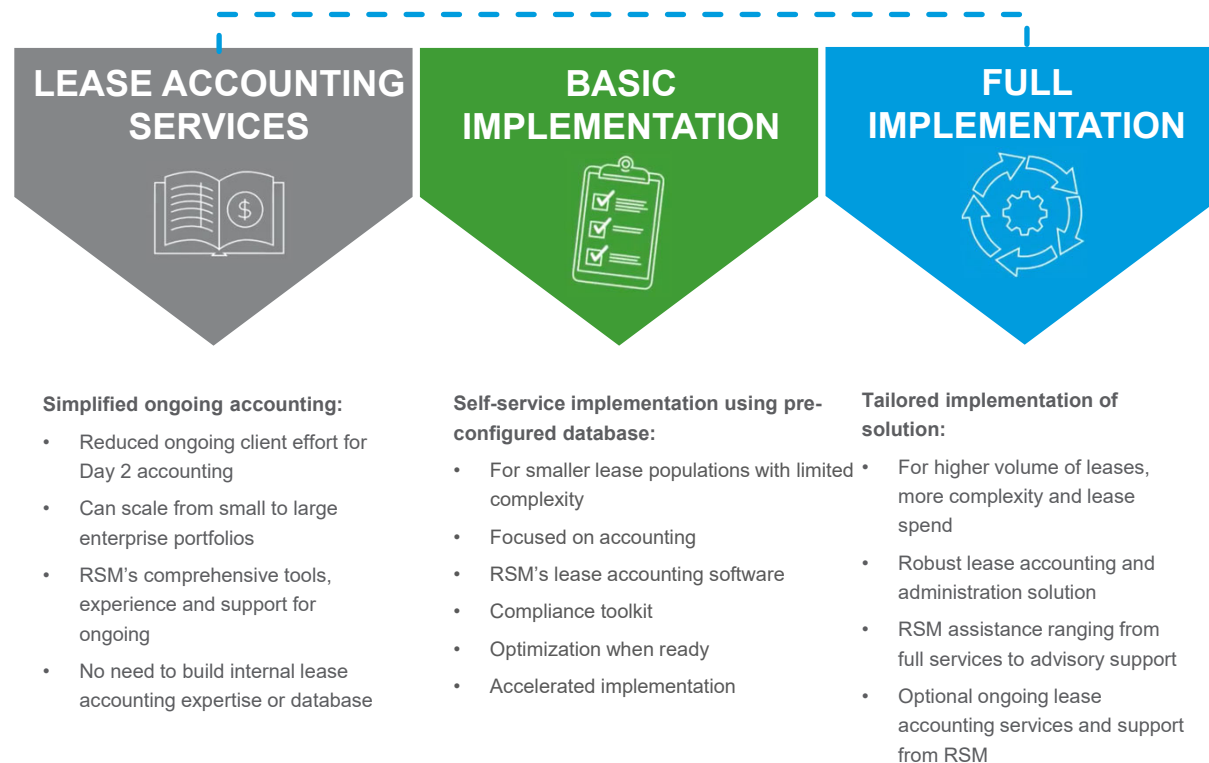 LEASE ACCOUNTING
SERVICES
$
Simplified ongoing accounting:
• Reduced ongoing client effort for
Day 2 accounting
• Can scale from small to large
enterprise portfolios
• RSM’s comprehensive tools,
experience and support for
ongoing
• No need to build internal lease
accounting expertise or database
BASIC
IMPLEMENTATION
Self-service implementation using pre-
configured database:
• For smaller lease populations with limited
complexity
• Focused on accounting
• RSM’s lease accounting software
• Compliance toolkit
• Optimization when ready
• Accelerated implementation
FULL
IMPLEMENTATION
Tailored implementation of
solution:
• For higher volume of leases,
more complexity and lease
spend
• Robust lease accounting and
administration solution
• RSM assistance ranging from
full services to advisory support
• Optional ongoing lease
accounting services and support
from RSM